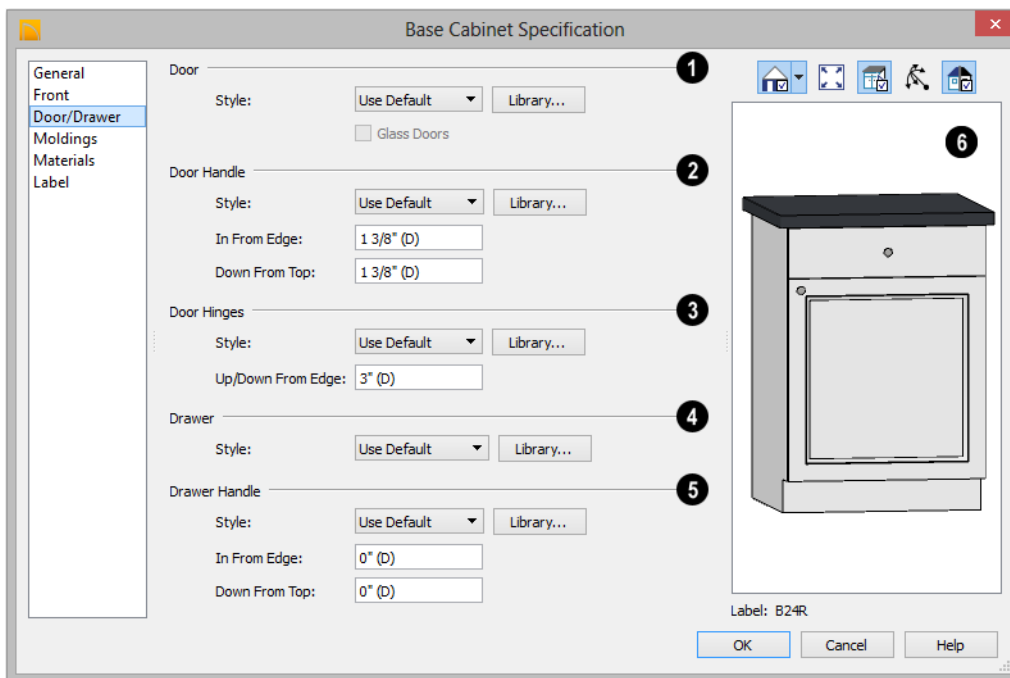 Base Cabinet Specification
General
Front
Door/Drawer
Moldings
Materials
Label
Door
1
Style:
Use Default
Library...
Glass Doors
Door Handle
2
Style:
Use Default
Library...
In From Edge:
1 3/8" (D)
Down From Top:
1 3/8" (D)
Door Hinges
3
Style:
Use Default
Library...
Up/Down From Edge:
3" (D)
Drawer
4
Style:
Use Default
Library...
Drawer Handle
5
Style:
Use Default
Library...
In From Edge:
0" (D)
Down From Top:
0" (D)
6
Label: B24R
OK
Cancel
Help